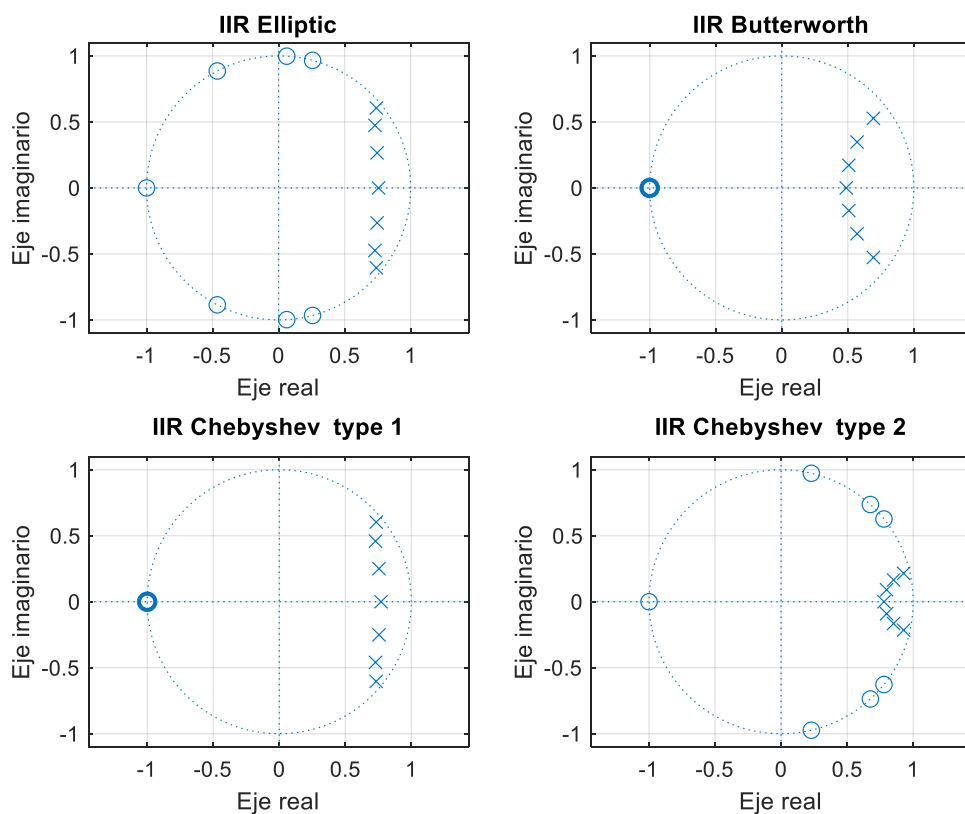 IIR Elliptic
1
0.5
0
-0.5
-1
Eje imaginario
-1 -0.5 0 0.5 1
Eje real
IIR Butterworth
1
0.5
0
-0.5
-1
Eje imaginario
-1 -0.5 0 0.5 1
Eje real
IIR Chebyshev  type 1
1
0.5
0
-0.5
-1
Eje imaginario
-1 -0.5 0 0.5 1
Eje real
IIR Chebyshev  type 2
1
0.5
0
-0.5
-1
Eje imaginario
-1 -0.5 0 0.5 1
Eje real